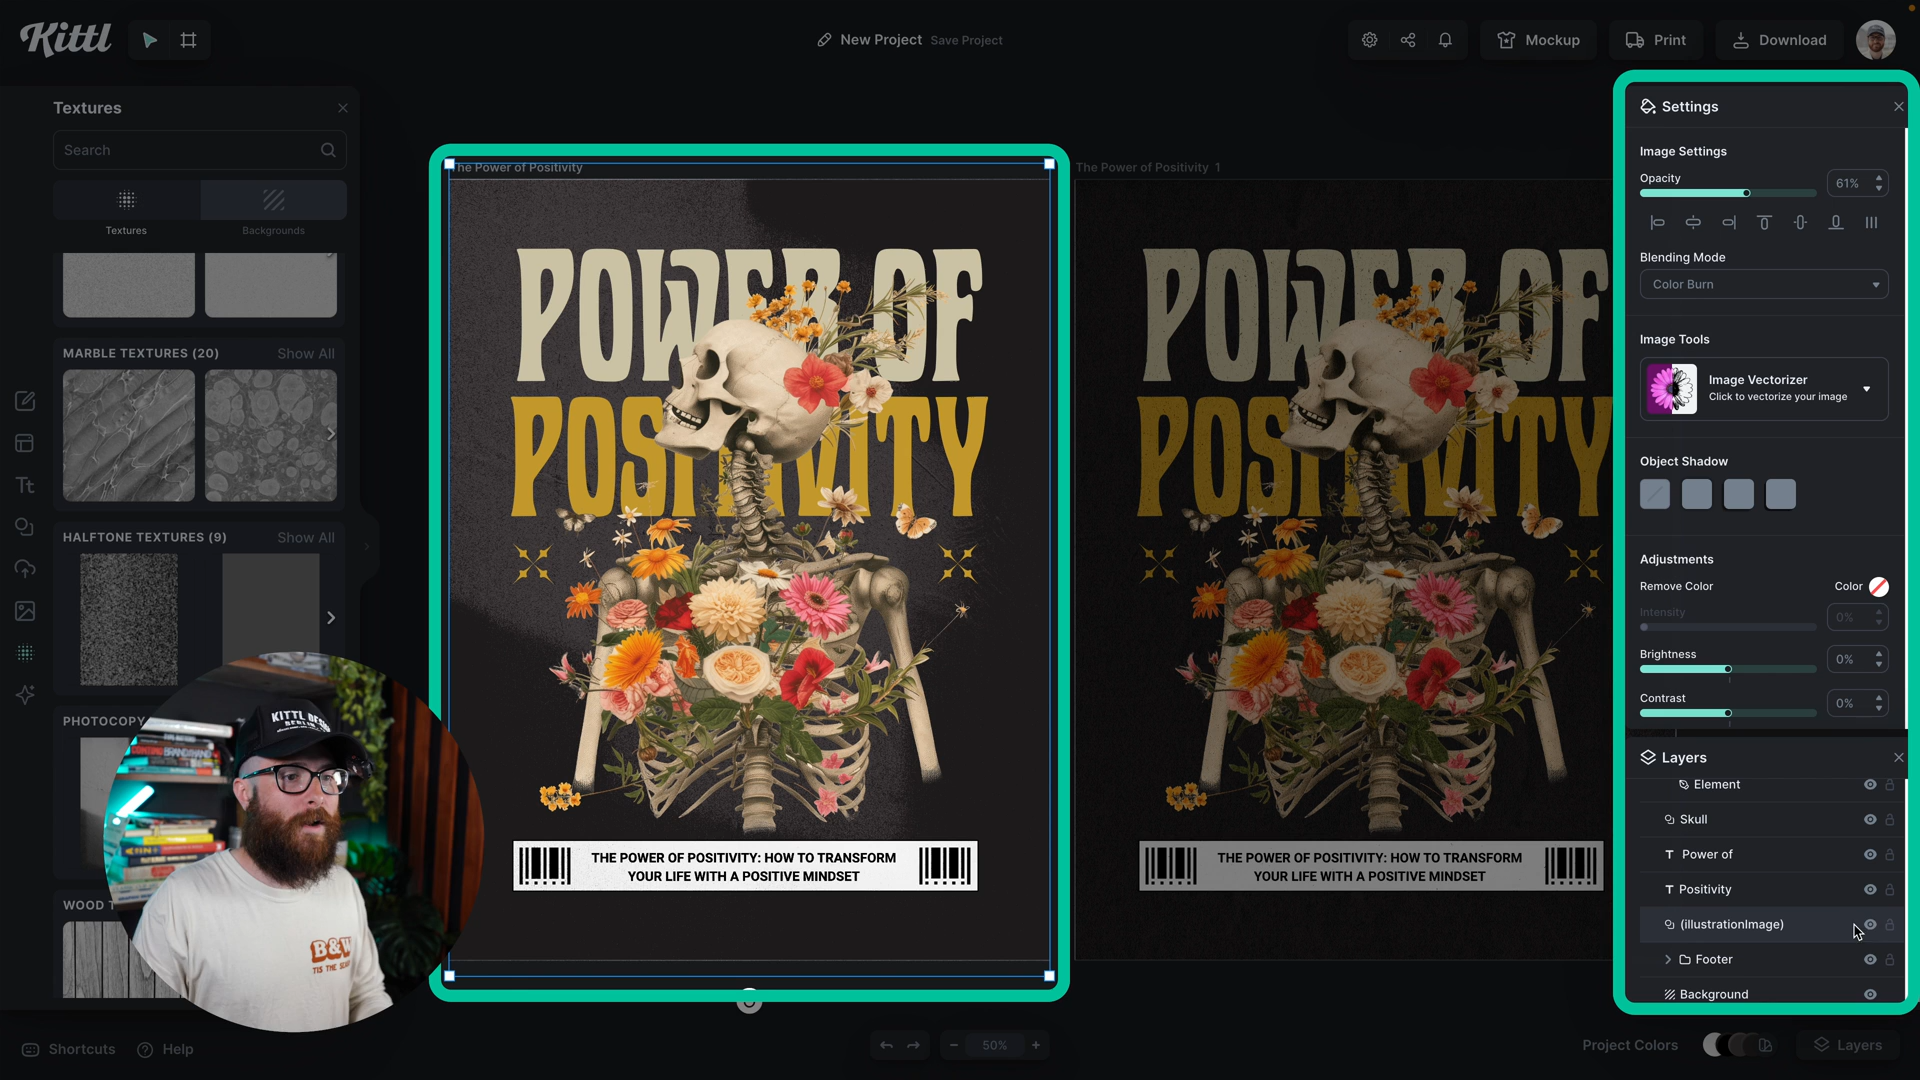 Kittl
New Project Save Project
Mockup
Print
Download
Textures
Search
Textures
Backgrounds
MARBLE TEXTURES (20) Show All
HALFTONE TEXTURES (9) Show All
PHOTOCOPY
WOOD T
KITTL
BERLIN
B&W
TIS THE
Shortcuts
Help
The Power of Positivity
POWER OF
POSITIVITY
THE POWER OF POSITIVITY: HOW TO TRANSFORM
YOUR LIFE WITH A POSITIVE MINDSET
The Power of Positivity 1
POWER OF
POSITIVITY
THE POWER OF POSITIVITY: HOW TO TRANSFORM
YOUR LIFE WITH A POSITIVE MINDSET
50%
Settings
Image Settings
Opacity
61%
Blending Mode
Color Burn
Image Tools
Image Vectorizer
Click to vectorize your image
Object Shadow
Adjustments
Remove Color
Color
Intensity
0%
Brightness
0%
Contrast
0%
Layers
Element
Skull
Power of
Positivity
(illustrationImage)
Footer
Background
Project Colors
Layers